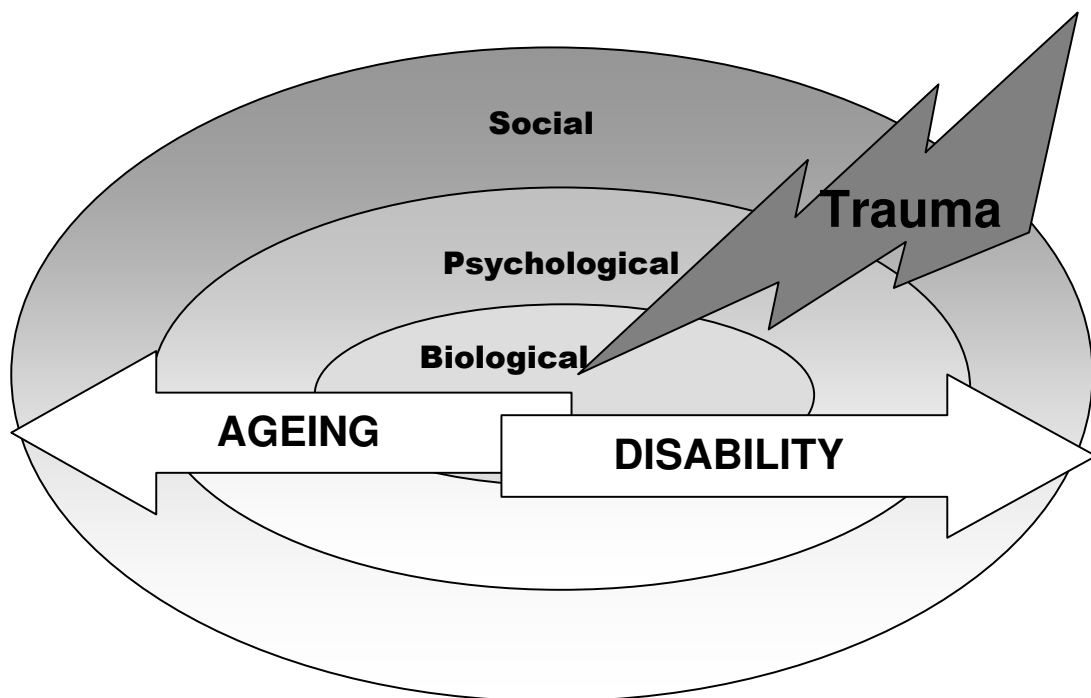 Social
Trauma
Psychological
Biological
AGEING
DISABILITY